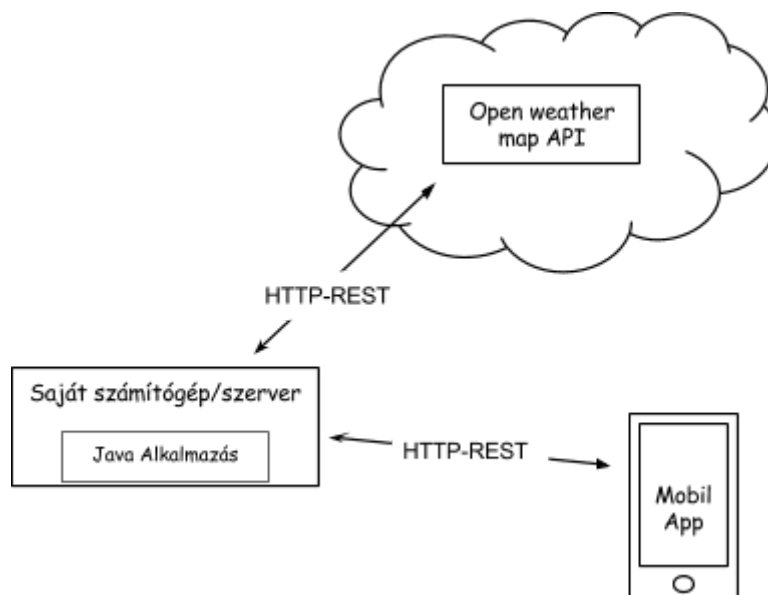 Open weather
map API
HTTP-REST
Saját számítógép/szerver
Java Alkalmazás
HTTP-REST
Mobil
App